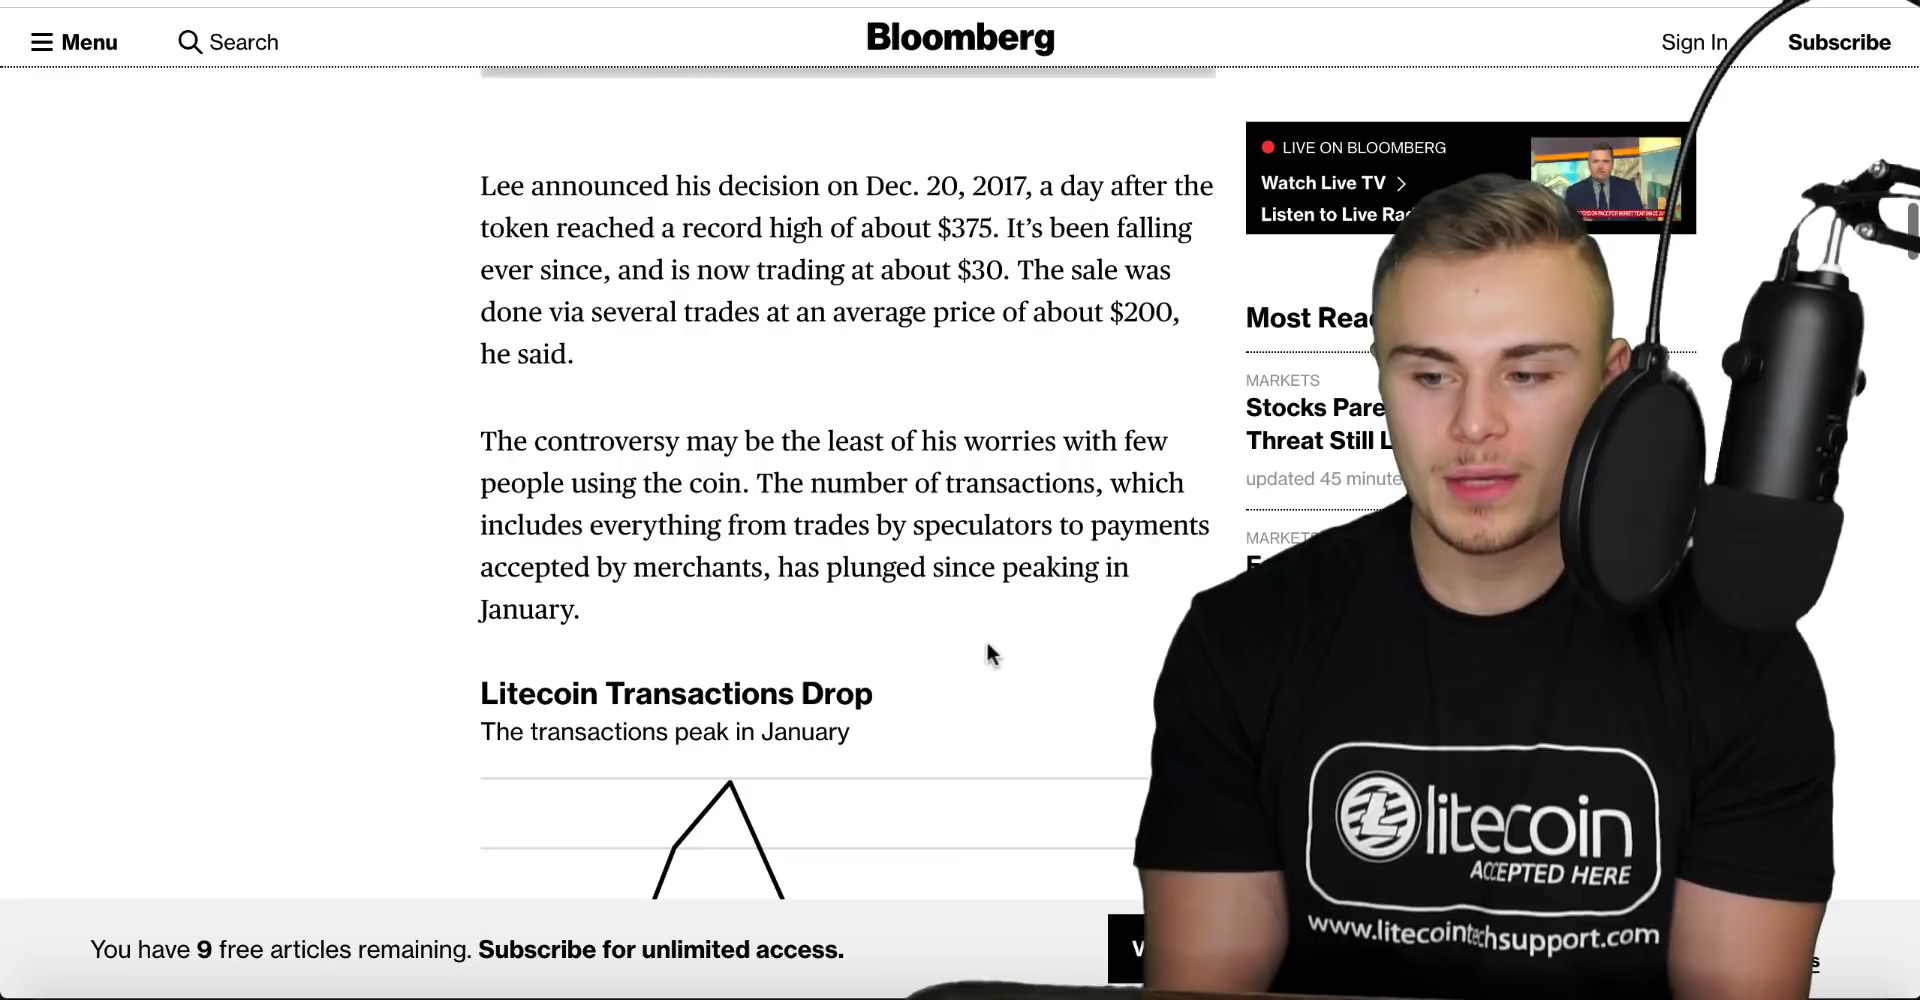 Menu
Search
Bloomberg
Sign In
Subscribe
LIVE ON BLOOMBERG
Watch Live TV
Listen to Live
Lee announced his decision on Dec. 20, 2017, a day after the
token reached a record high of about $375. It’s been falling
ever since, and is now trading at about $30. The sale was
done via several trades at an average price of about $200,
he said.
The controversy may be the least of his worries with few
people using the coin. The number of transactions, which
includes everything from trades by speculators to payments
accepted by merchants, has plunged since peaking in
January.
Litecoin Transactions Drop
The transactions peak in January
Most
MARKETS
Stocks
Threat Still
updated 45
MARKETS
litecoin
ACCEPTED HERE
www.litecointechsupport.com
You have 9 free articles remaining. Subscribe for unlimited access.